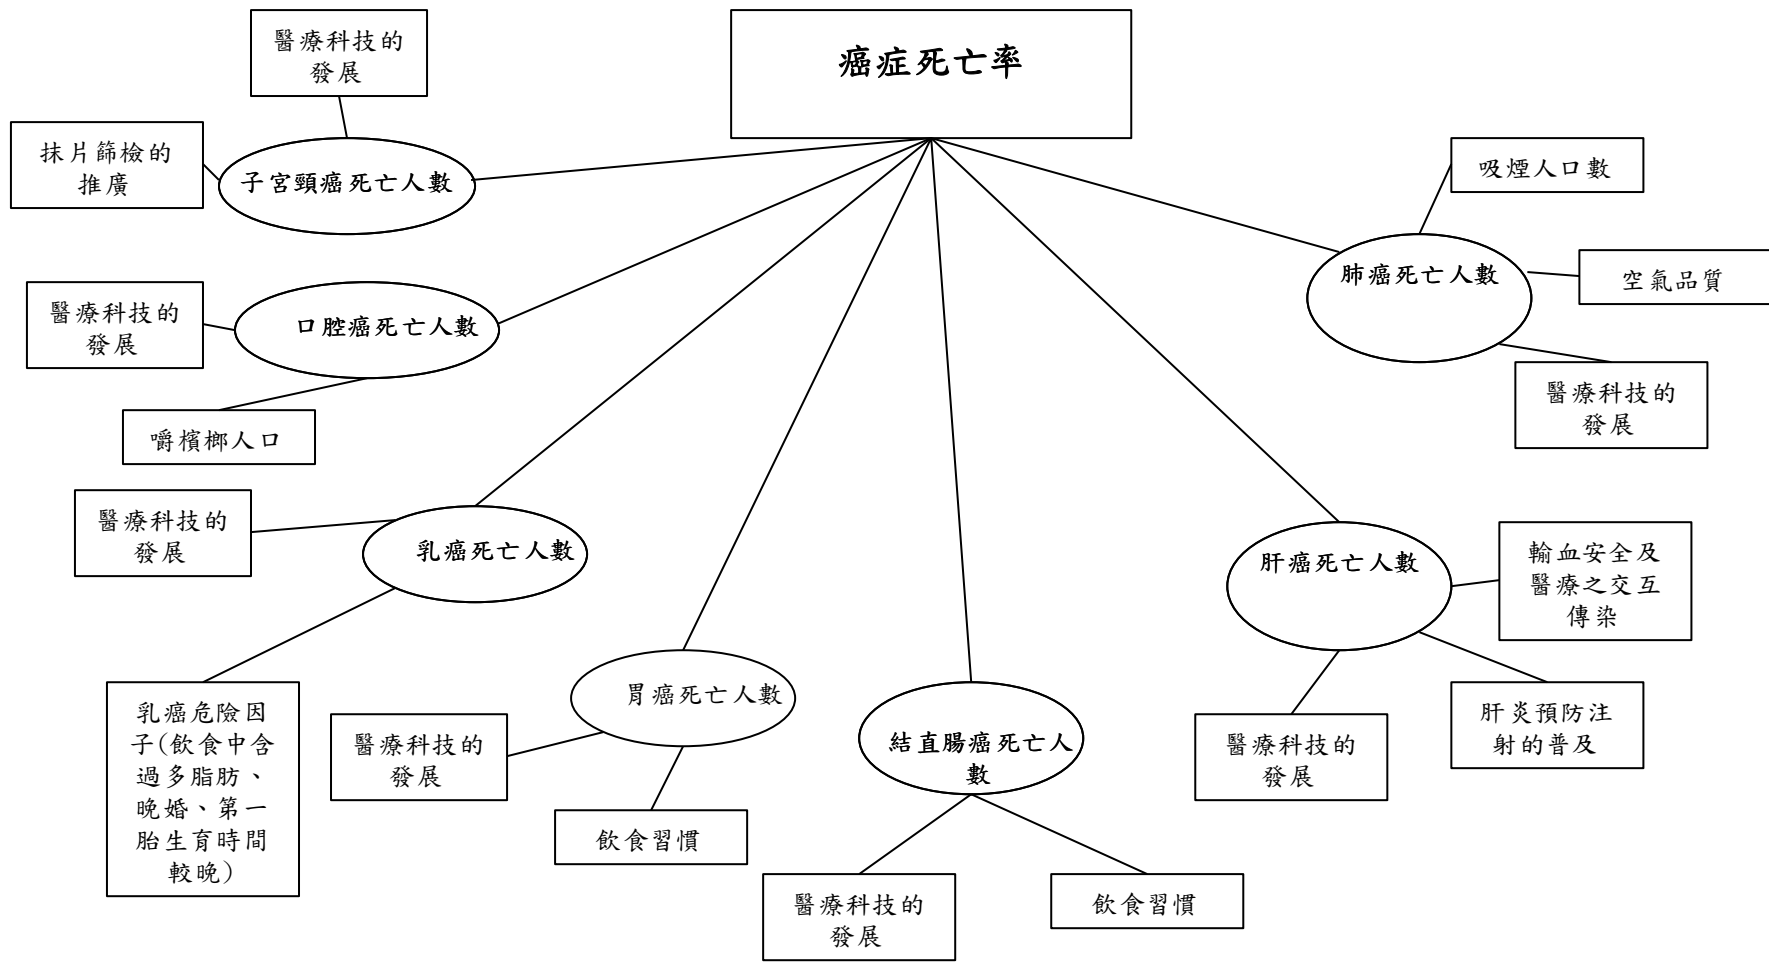 癌症死亡率
醫療科技的
發展
抹片篩檢的
推廣
子宮頸癌死亡人數
醫療科技的
發展
口腔癌死亡人數
嚼檳榔人口
醫療科技的
發展
乳癌死亡人數
乳癌危險因
子(飲食中含
過多脂肪、
晚婚、第一
胎生育時間
較晚)
胃癌死亡人數
醫療科技的
發展
飲食習慣
結直腸癌死亡人
數
醫療科技的
發展
飲食習慣
肝癌死亡人數
輸血安全及
醫療之交互
傳染
肝炎預防注
射的普及
醫療科技的
發展
肺癌死亡人數
吸煙人口數
空氣品質
醫療科技的
發展